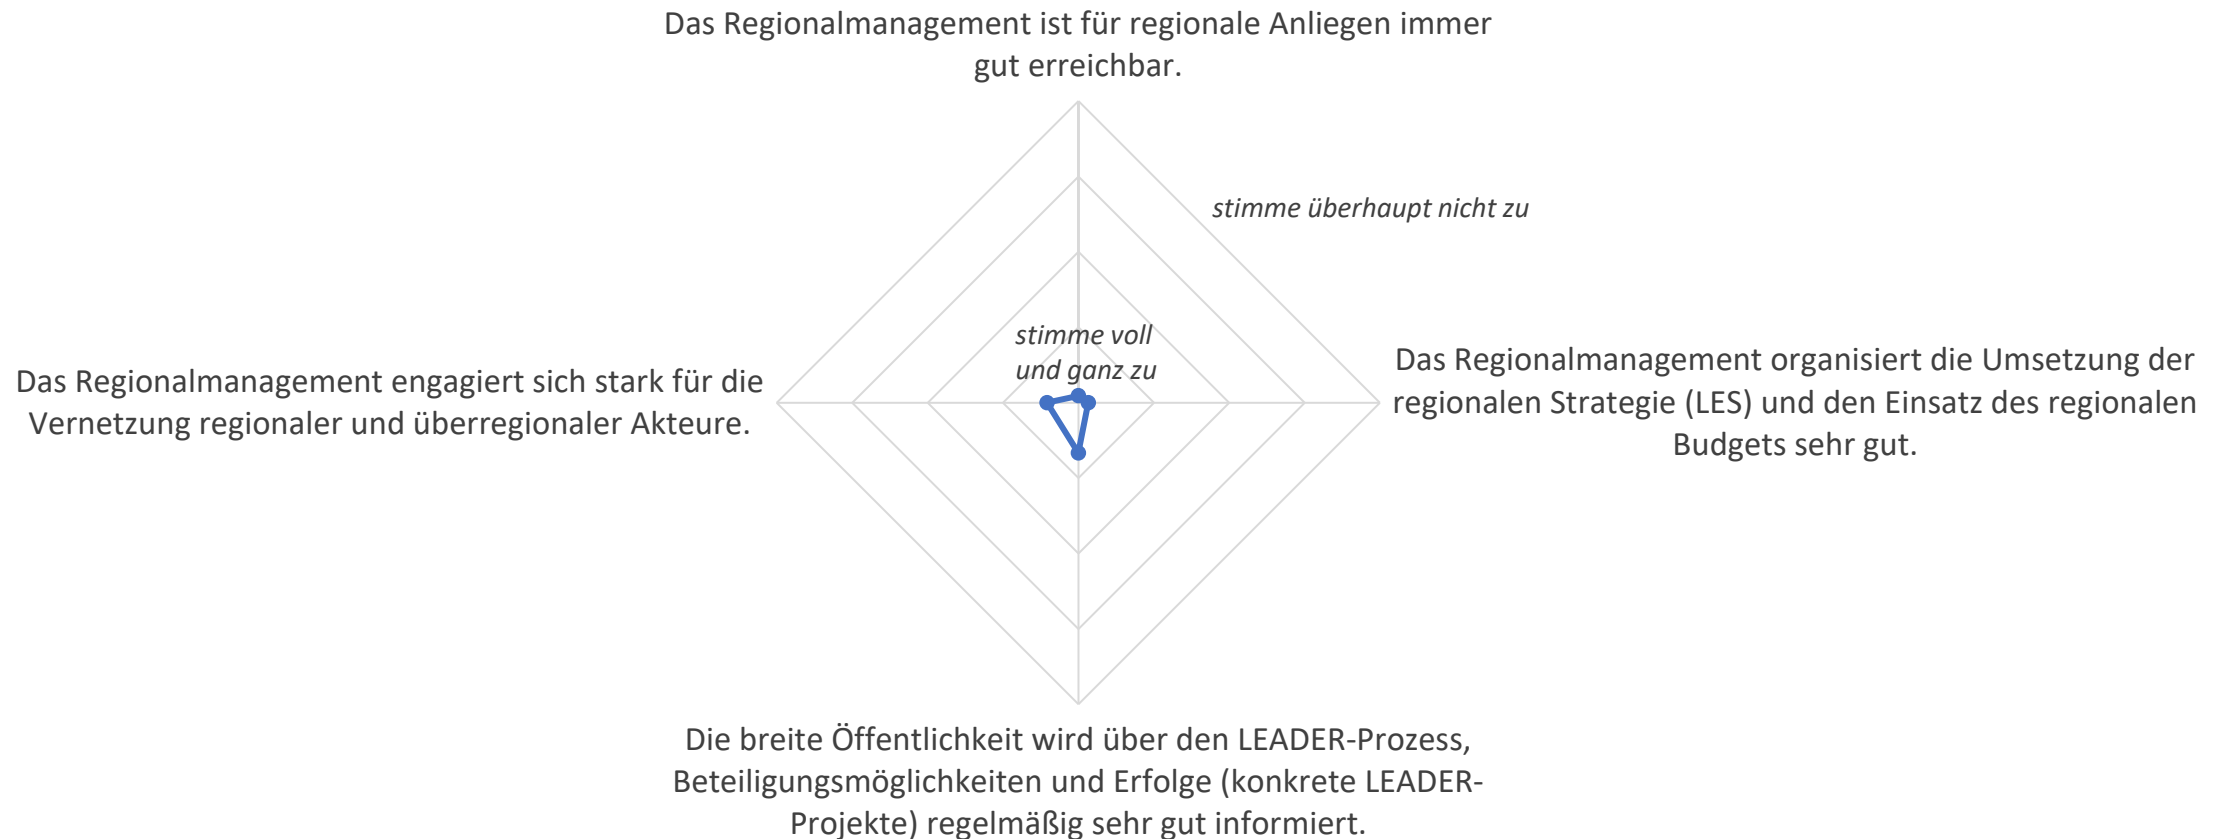 Das Regionalmanagement ist für regionale Anliegen immer
gut erreichbar.
stimme überhaupt nicht zu
stimme voll
und ganz zu
Das Regionalmanagement organisiert die Umsetzung der
regionalen Strategie (LES) und den Einsatz des regionalen
Budgets sehr gut.
Das Regionalmanagement engagiert sich stark für die
Vernetzung regionaler und überregionaler Akteure.
Die breite Öffentlichkeit wird über den LEADER-Prozess,
Beteiligungsmöglichkeiten und Erfolge (konkrete LEADER-
Projekte) regelmäßig sehr gut informiert.